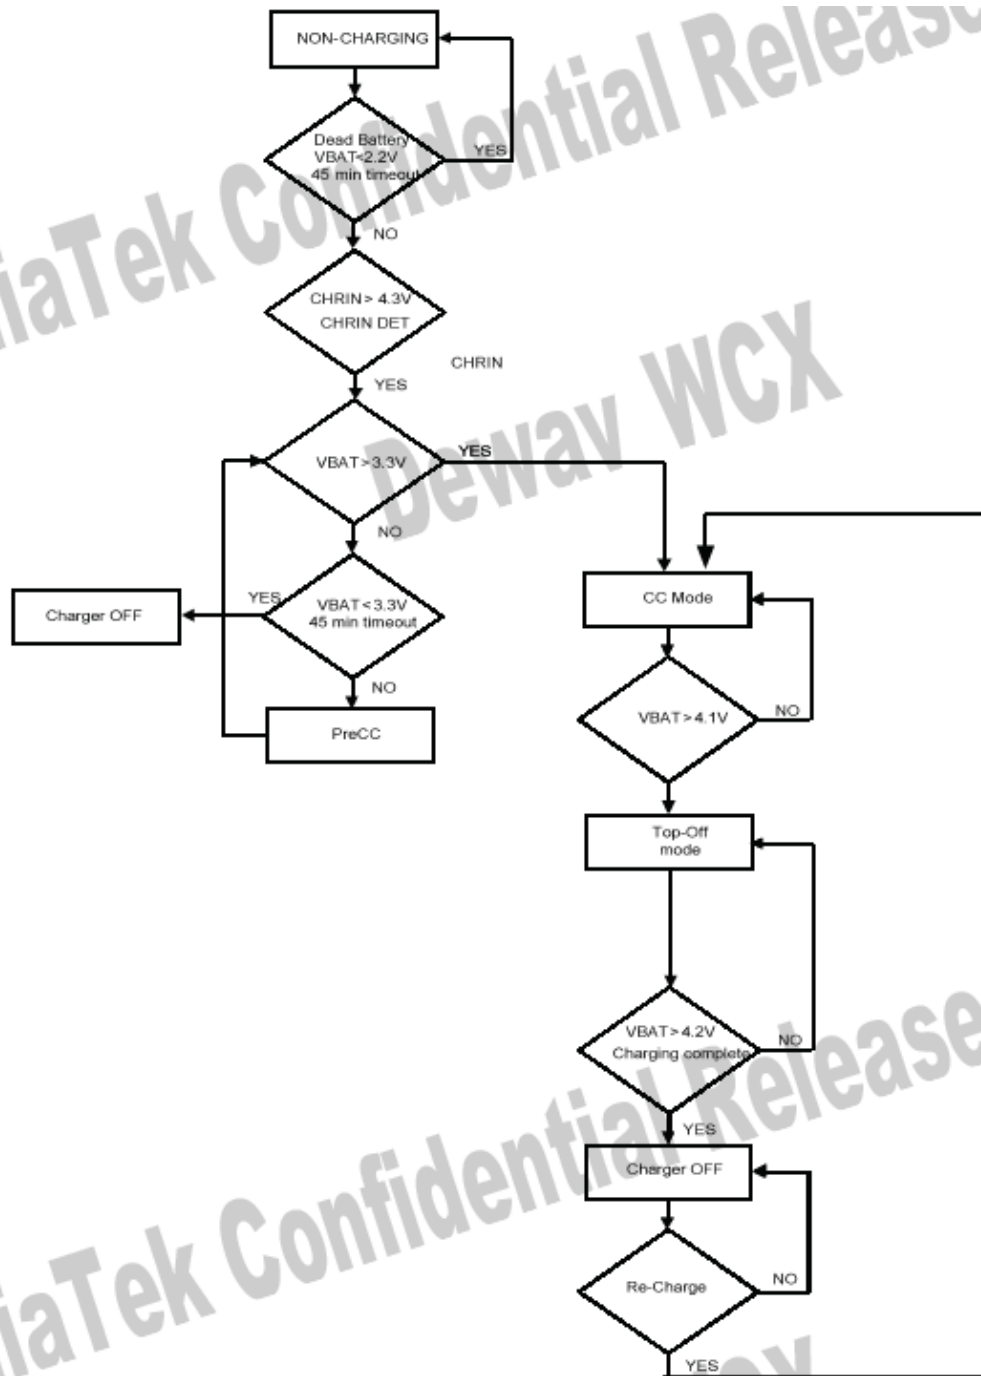 NON-CHARGING
Dead Battery
VBAT<2.2V
45 min timeout
YES
NO
CHRIN > 4.3V
CHRIN DET
CHRIN
YES
VBAT>3.3V
YES
NO
VBAT<3.3V
45 min timeout
YES
Charger OFF
NO
PreCC
CC Mode
VBAT>4.1V
NO
Top-Off
mode
VBAT>4.2V
Charging complete
NO
YES
Charger OFF
Re-Charge
NO
YES
iaTek Confidential Release
Dewav WCX
iaTek Confidential Release